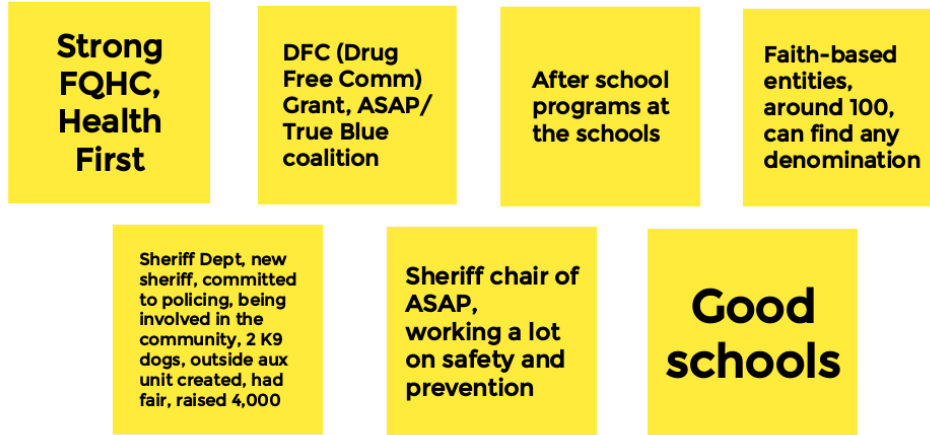 Strong
FQHC,
Health
First
DFC (Drug
Free Comm)
Grant, ASAP/
True Blue
coalition
After school
programs at
the schools
Faith-based
entities,
around 100,
can find any
denomination
Sheriff Dept, new
sheriff, committed
to policing, being
involved in the
community, 2 K9
dogs, outside aux
unit created, had
fair, raised 4,000
Sheriff chair of
ASAP,
working a lot
on safety and
prevention
Good
schools